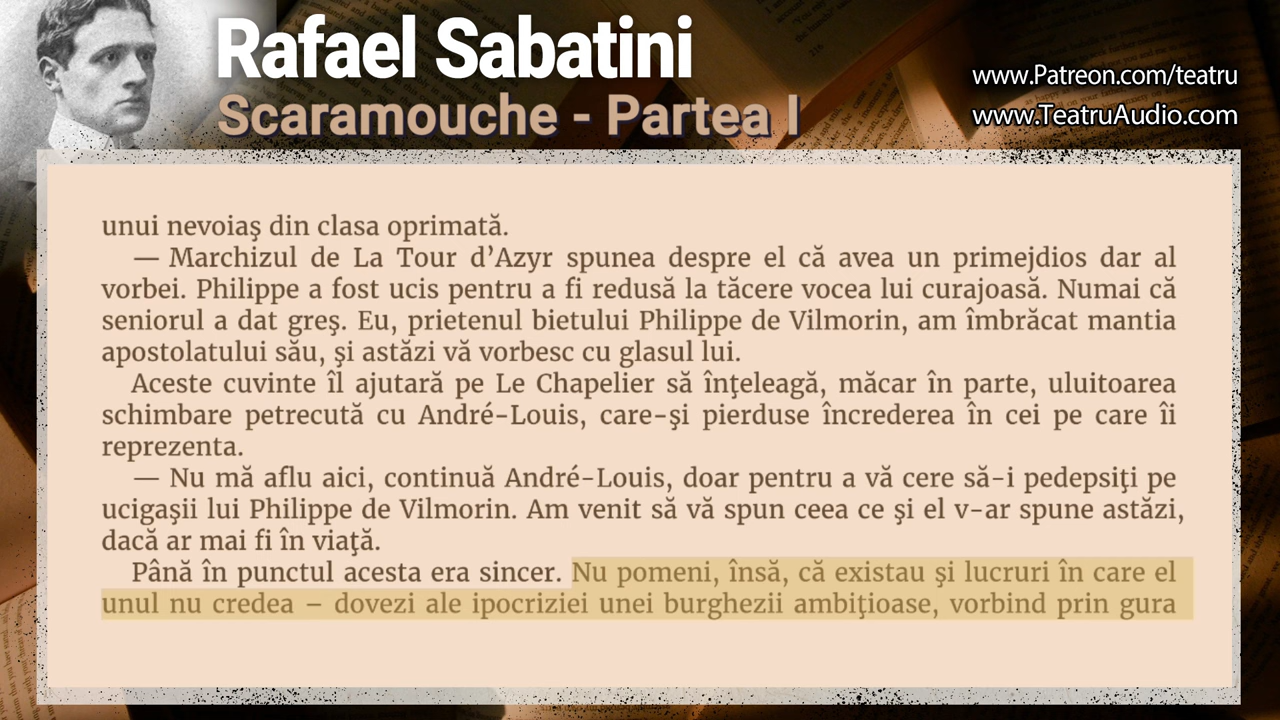 Rafael Sabatini
Scaramouche - Partea I
www.Patreon.com/teatru
www.TeatruAudio.com
unui nevoiaş din clasa oprimată.
— Marchizul de La Tour d’Azyr spunea despre el că avea un primejdios dar al
vorbei. Philippe a fost ucis pentru a fi redusă la tăcere vocea lui curajoasă. Numai că
seniorul a dat greş. Eu, prietenul bietului Philippe de Vilmorin, am îmbrăcat mantia
apostolatului său, şi astăzi vă vorbesc cu glasul lui.
Aceste cuvinte îl ajutară pe Le Chapelier să înţeleagă, măcar în parte, uluitoarea
schimbare petrecută cu André-Louis, care-şi pierduse încrederea în cei pe care îi
reprezenta.
— Nu mă aflu aici, continuă André-Louis, doar pentru a vă cere să-i pedepsiţi pe
ucigaşii lui Philippe de Vilmorin. Am venit să vă spun ceea ce şi el v-ar spune astăzi,
dacă ar mai fi în viaţă.
Până în punctul acesta era sincer. Nu pomeni, însă, că existau şi lucruri în care el
unul nu credea – dovezi ale ipocriziei unei burghezii ambiţioase, vorbind prin gura